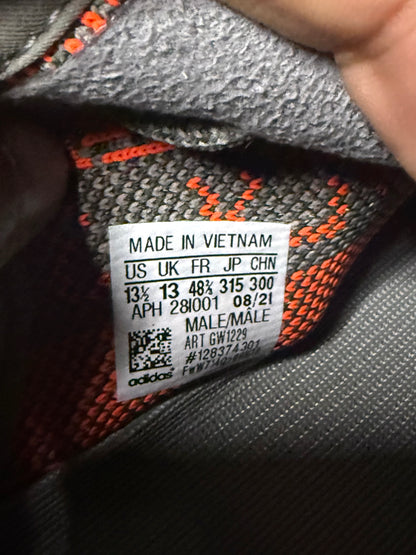 MADE IN VIETNAM
US UK FR JP CHN
13½ 13 48⅔ 315 300
APH 28I001 08/21
MALE/MÂLE
ART GW1229
#128374301
adidas